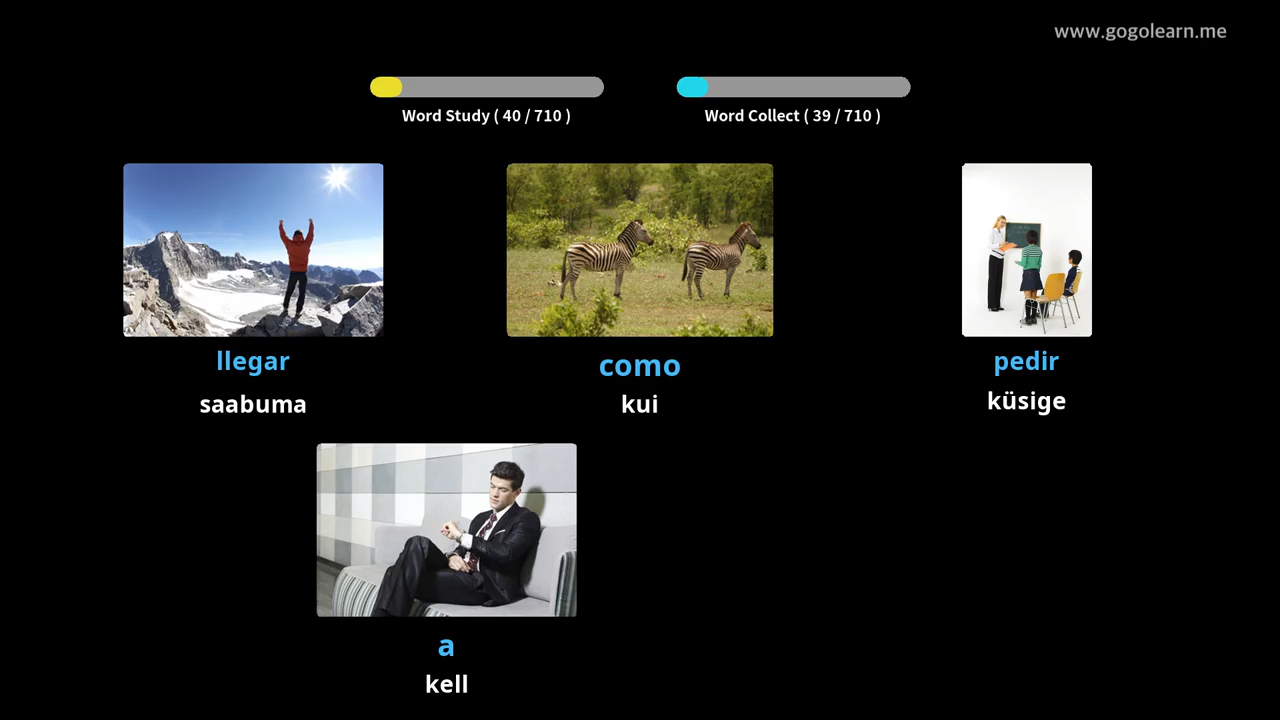 www.gogolearn.me
Word Study ( 40 / 710 )
Word Collect ( 39 / 710 )
llegar
saabuma
como
kui
pedir
küsige
a
kell